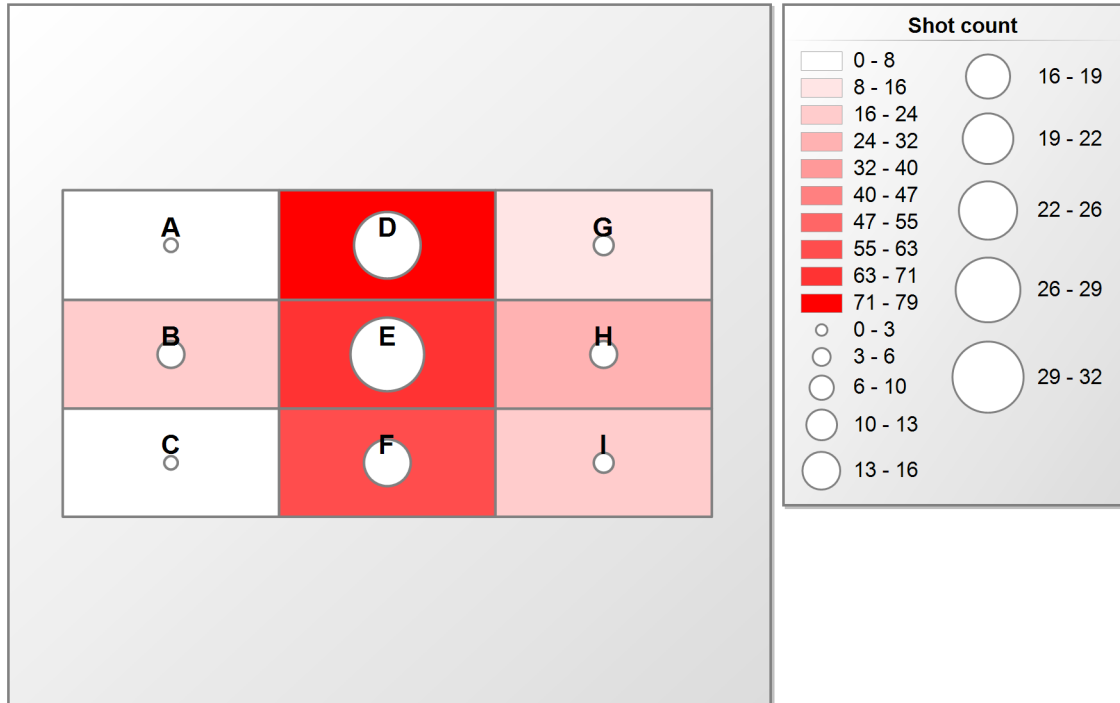 A
D
G
B
E
H
C
F
I
Shot count
0 - 8
8 - 16
16 - 24
24 - 32
32 - 40
40 - 47
47 - 55
55 - 63
63 - 71
71 - 79
0 - 3
3 - 6
6 - 10
10 - 13
13 - 16
16 - 19
19 - 22
22 - 26
26 - 29
29 - 32